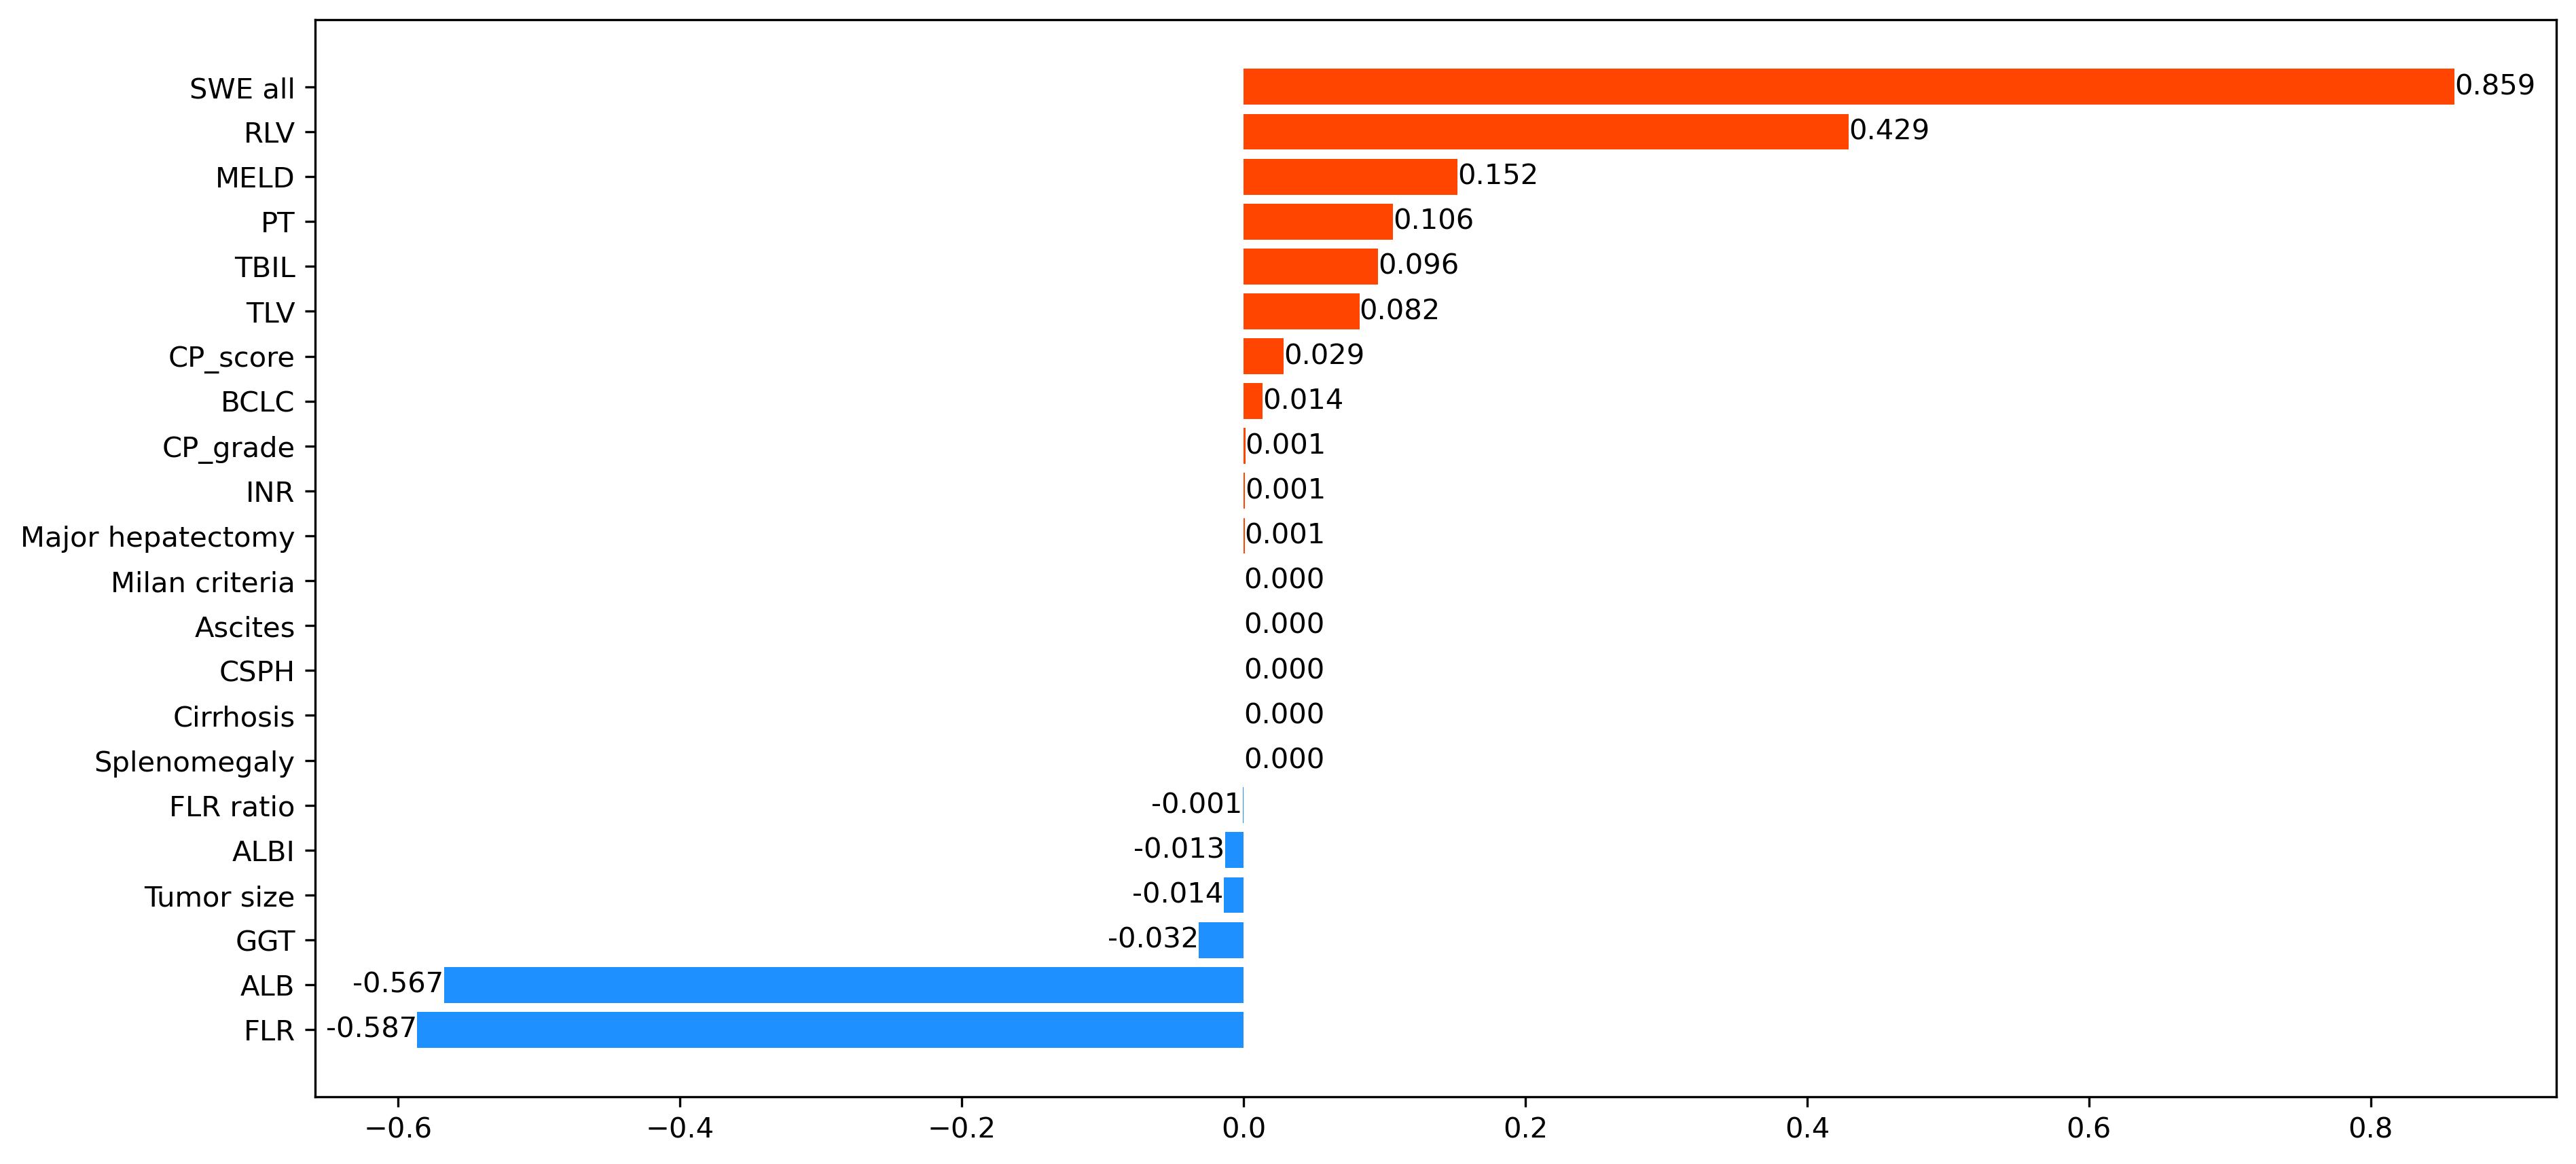 SWE all 0.859
RLV 0.429
MELD 0.152
PT 0.106
TBIL 0.096
TLV 0.082
CP_score 0.029
BCLC 0.014
CP_grade 0.001
INR 0.001
Major hepatectomy 0.001
Milan criteria 0.000
Ascites 0.000
CSPH 0.000
Cirrhosis 0.000
Splenomegaly 0.000
FLR ratio -0.001
ALBI -0.013
Tumor size -0.014
GGT -0.032
ALB -0.567
FLR -0.587
−0.6 −0.4 −0.2 0.0 0.2 0.4 0.6 0.8